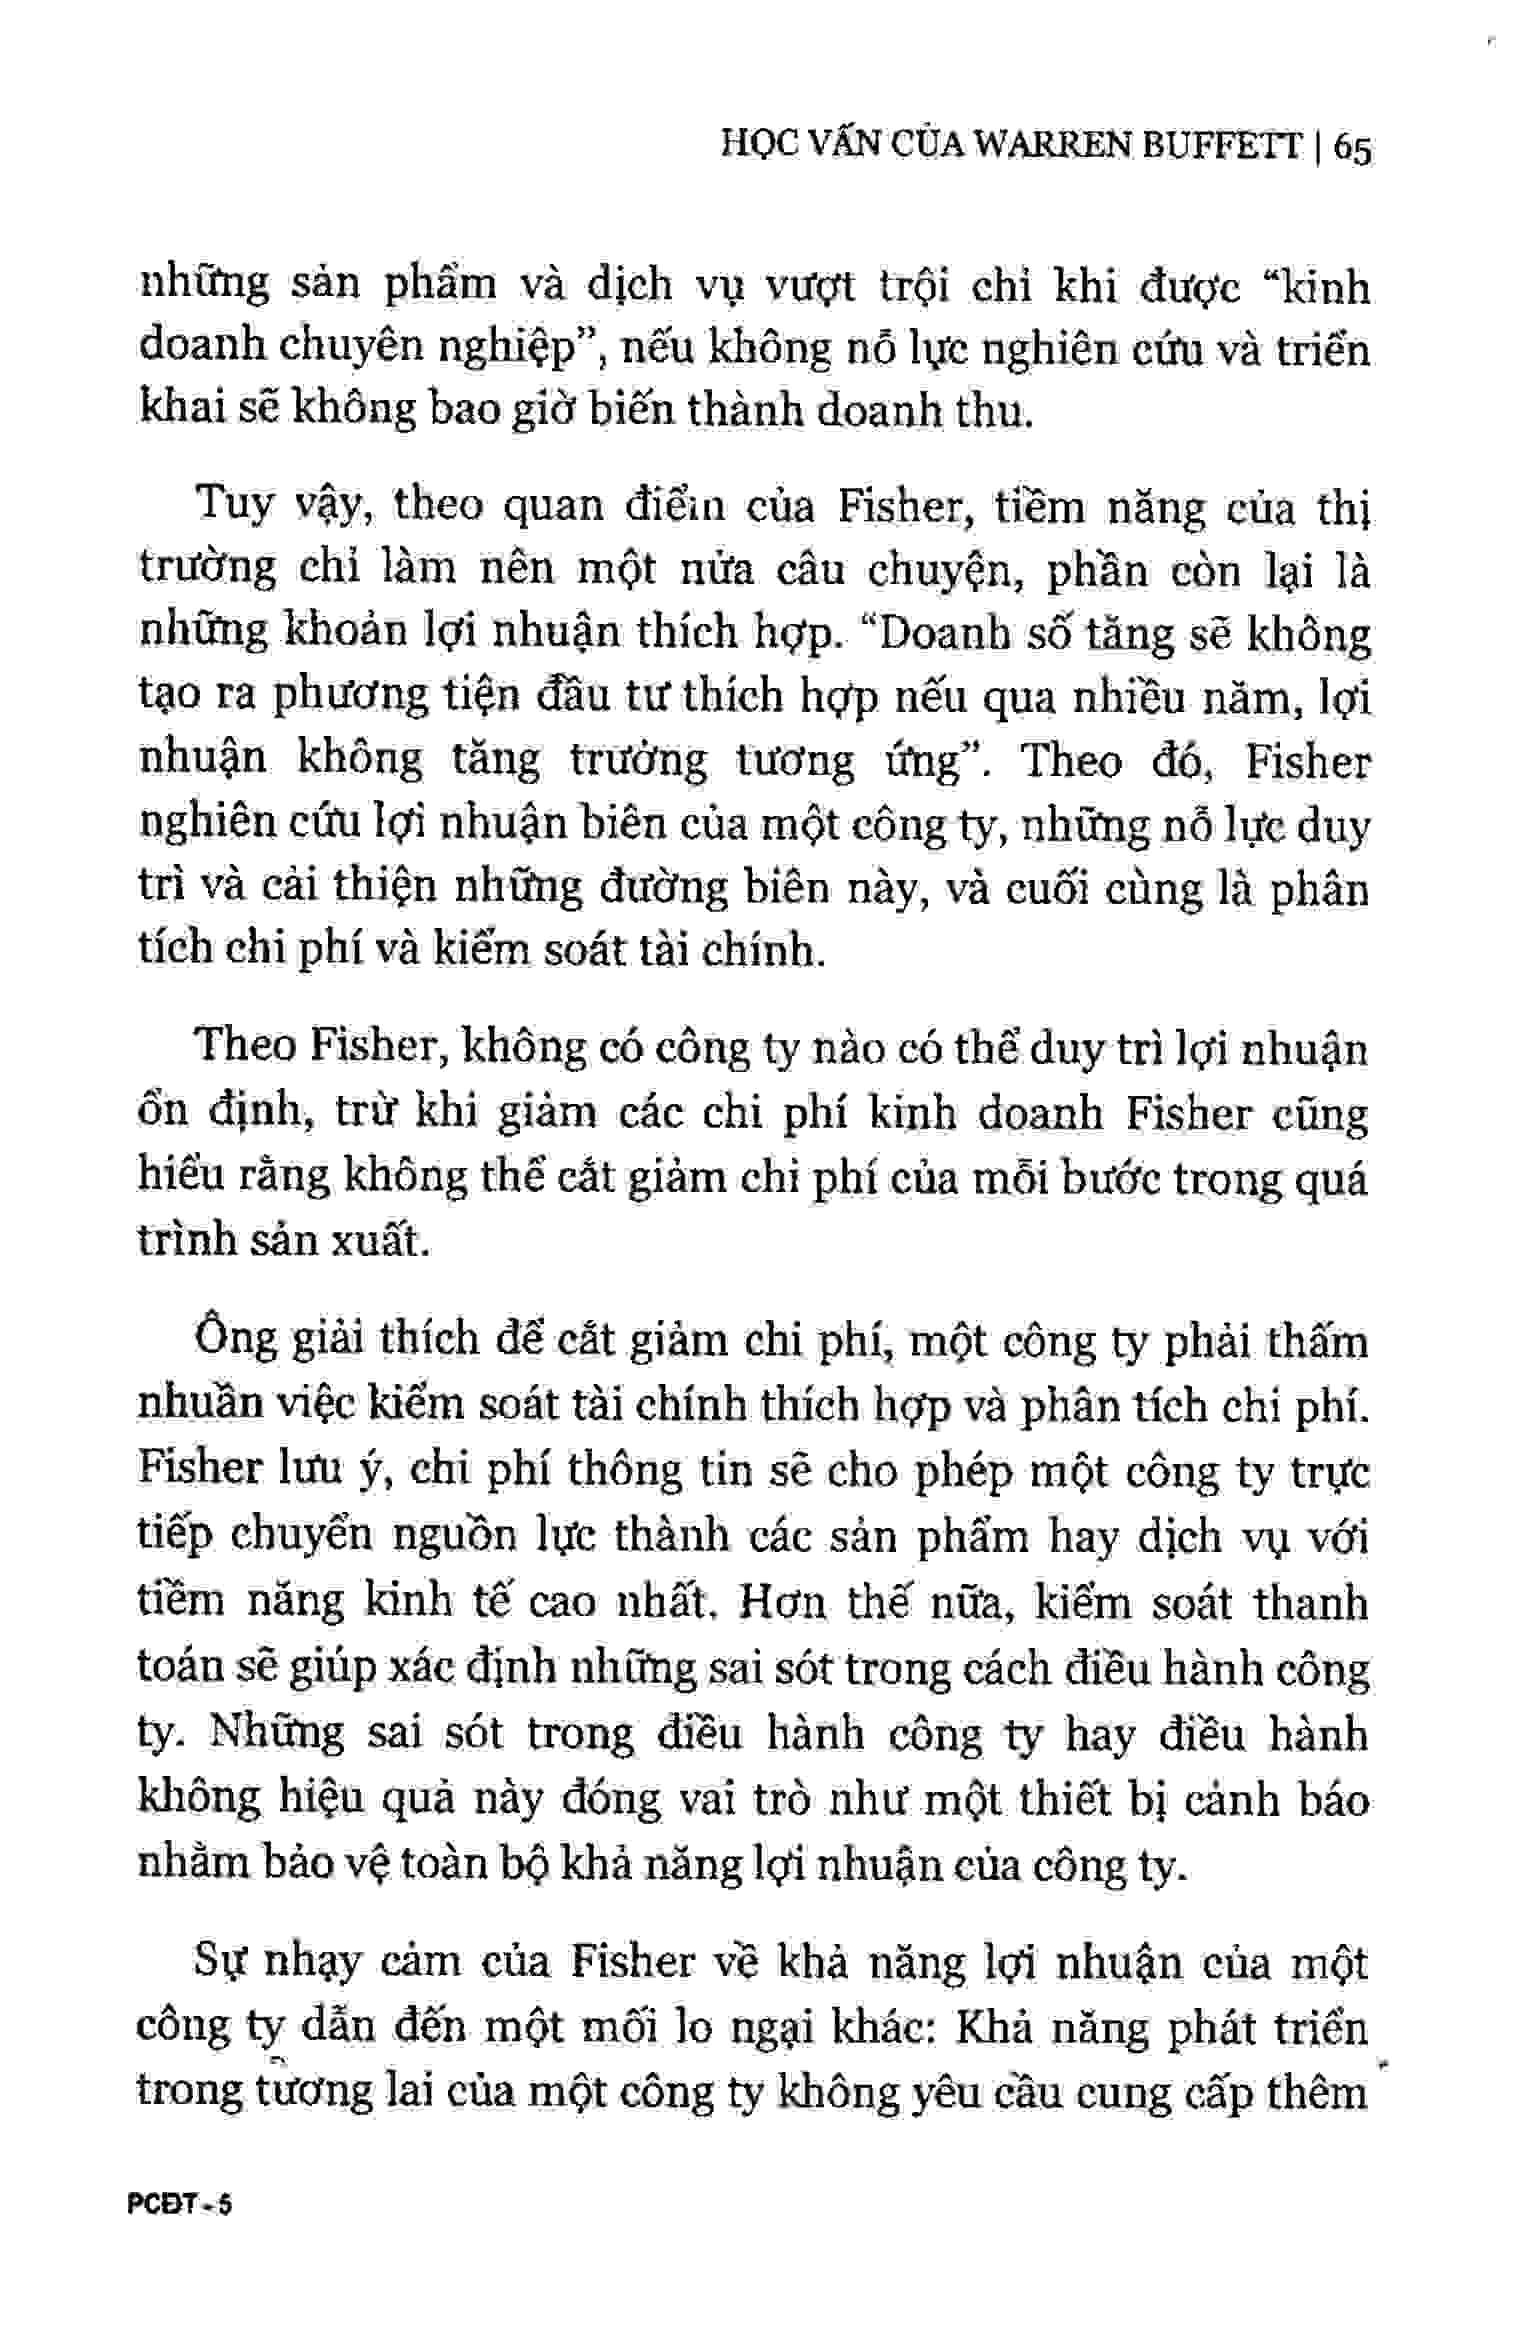 HỌC VẤN CỦA WARREN BUFFETT | 65
những sản phẩm và dịch vụ vượt trội chỉ khi được “kinh
doanh chuyên nghiệp”, nếu không nỗ lực nghiên cứu và triển
khai sẽ không bao giờ biến thành doanh thu.
Tuy vậy, theo quan điểm của Fisher, tiềm năng của thị
trường chỉ làm nên một nửa câu chuyện, phần còn lại là
những khoản lợi nhuận thích hợp. “Doanh số tăng sẽ không
tạo ra phương tiện đầu tư thích hợp nếu qua nhiều năm, lợi
nhuận không tăng trưởng tương ứng”. Theo đó, Fisher
nghiên cứu lợi nhuận biên của một công ty, những nỗ lực duy
trì và cải thiện những đường biên này, và cuối cùng là phân
tích chi phí và kiểm soát tài chính.
Theo Fisher, không có công ty nào có thể duy trì lợi nhuận
ổn định, trừ khi giảm các chi phí kinh doanh Fisher cũng
hiểu rằng không thể cắt giảm chi phí của mỗi bước trong quá
trình sản xuất.
Ông giải thích để cắt giảm chi phí, một công ty phải thấm
nhuần việc kiểm soát tài chính thích hợp và phân tích chi phí.
Fisher lưu ý, chi phí thông tin sẽ cho phép một công ty trực
tiếp chuyển nguồn lực thành các sản phẩm hay dịch vụ với
tiềm năng kinh tế cao nhất. Hơn thế nữa, kiểm soát thanh
toán sẽ giúp xác định những sai sót trong cách điều hành công
ty. Những sai sót trong điều hành công ty hay điều hành
không hiệu quả này đóng vai trò như một thiết bị cảnh báo
nhằm bảo vệ toàn bộ khả năng lợi nhuận của công ty.
Sự nhạy cảm của Fisher về khả năng lợi nhuận của một
công ty dẫn đến một mối lo ngại khác: Khả năng phát triển
trong tương lai của một công ty không yêu cầu cung cấp thêm
PCĐT - 5